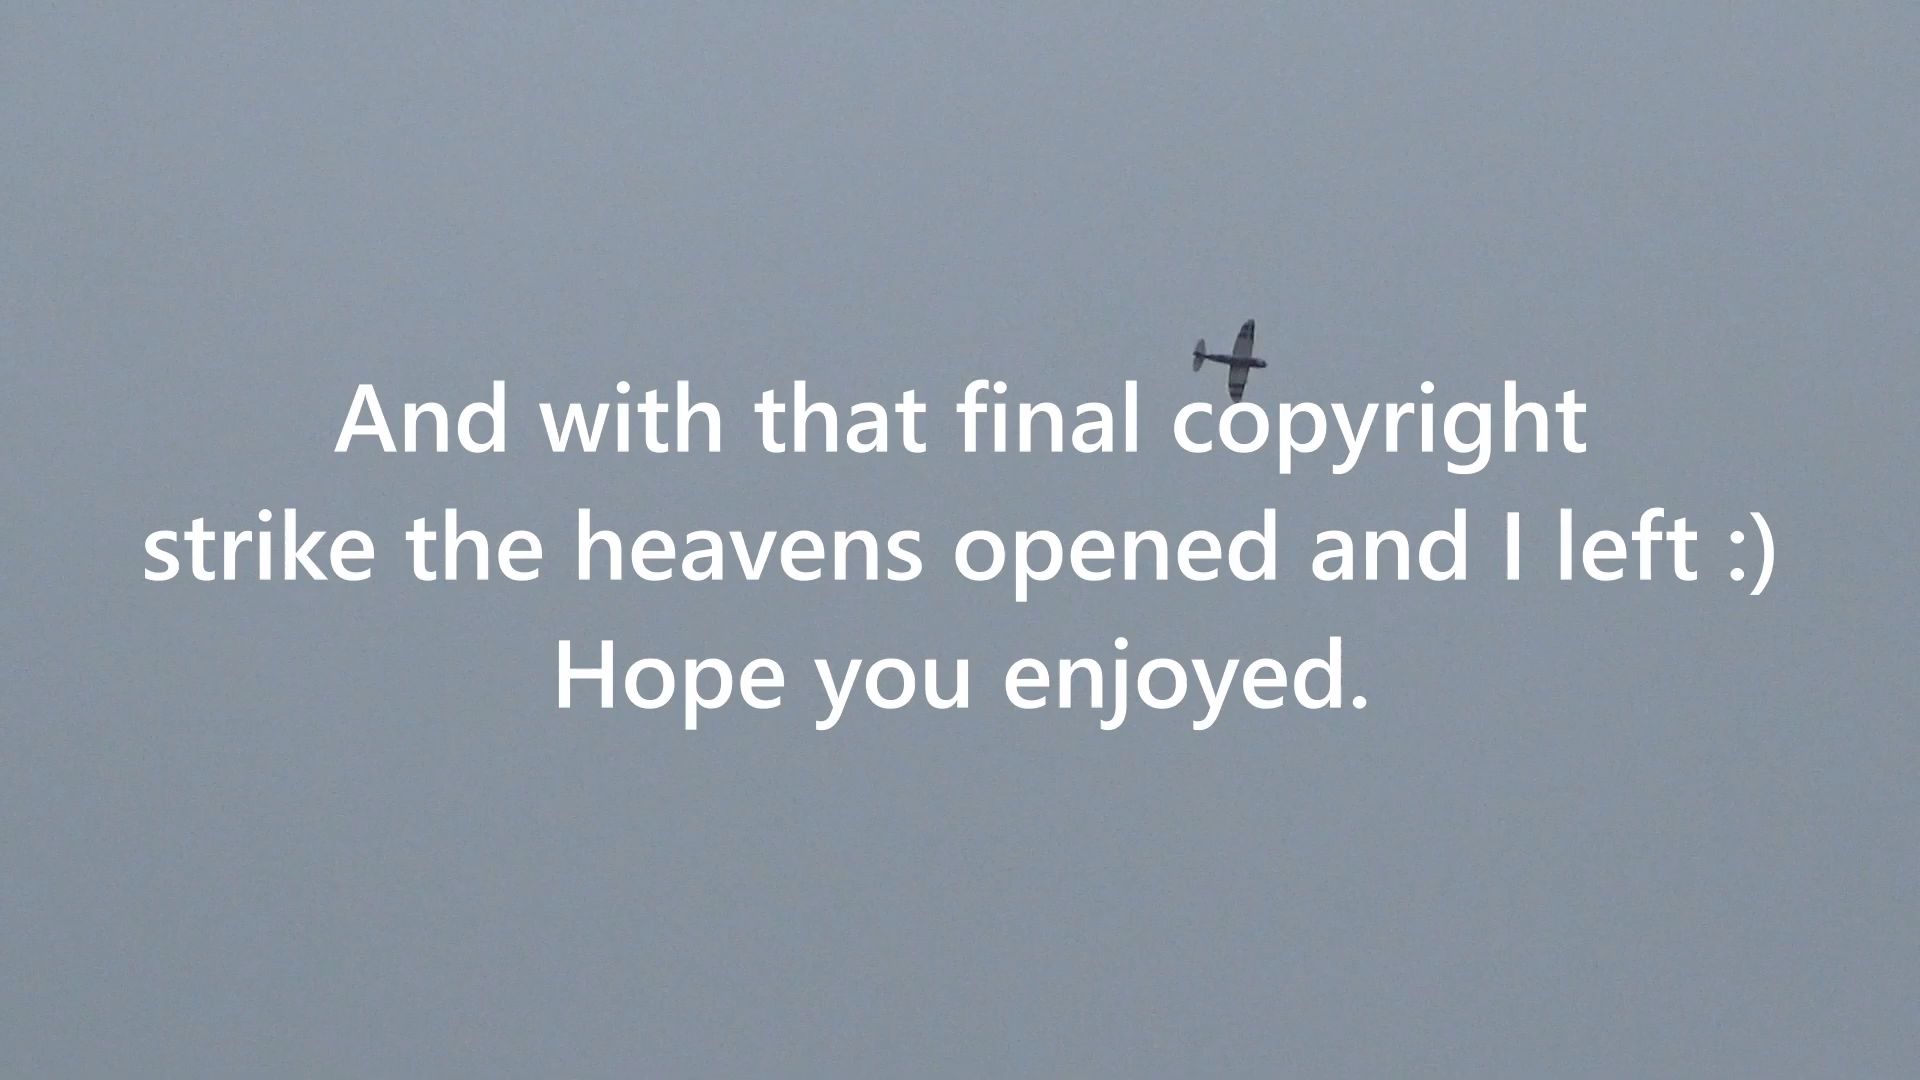 And with that final copyright
strike the heavens opened and I left :)
Hope you enjoyed.